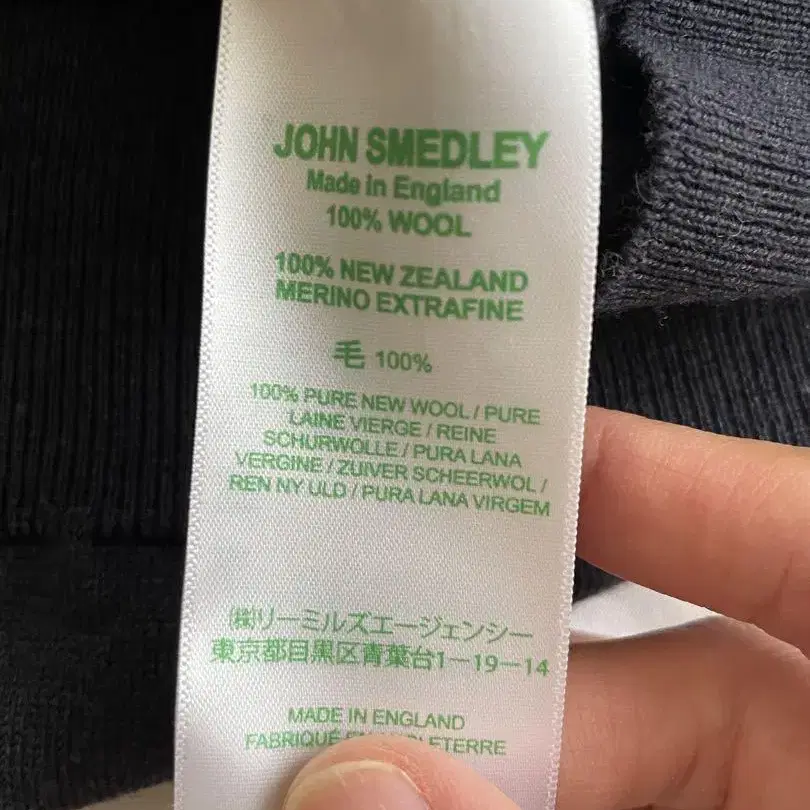 JOHN SMEDLEY
Made in England
100% WOOL
100% NEW ZEALAND
MERINO EXTRAFINE
毛 100%
100% PURE NEW WOOL / PURE
LAINE VIERGE / REINE
SCHURWOLLE / PURA LANA
VERGINE / ZUIVER SCHEERWOL /
REN NY ULD / PURA LANA VIRGEM
(株)リーミルズエージェンシー
東京都目黒区青葉台1-19-14
MADE IN ENGLAND
FABRIQUÉ